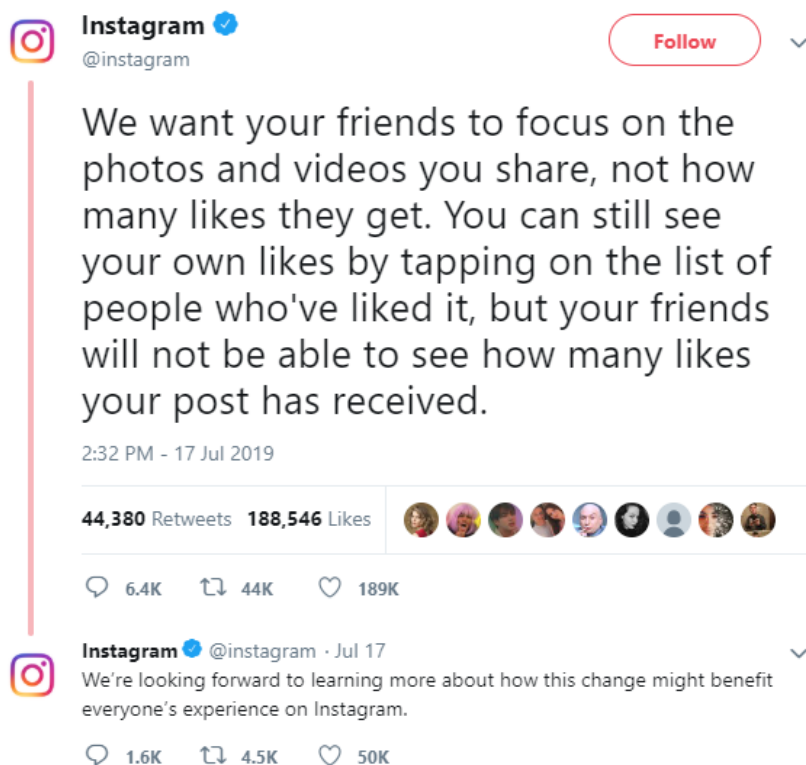 Instagram
@instagram
Follow
We want your friends to focus on the
photos and videos you share, not how
many likes they get. You can still see
your own likes by tapping on the list of
people who've liked it, but your friends
will not be able to see how many likes
your post has received.
2:32 PM - 17 Jul 2019
44,380 Retweets 188,546 Likes
6.4K 44K 189K
Instagram @instagram · Jul 17
We’re looking forward to learning more about how this change might benefit
everyone’s experience on Instagram.
1.6K 4.5K 50K